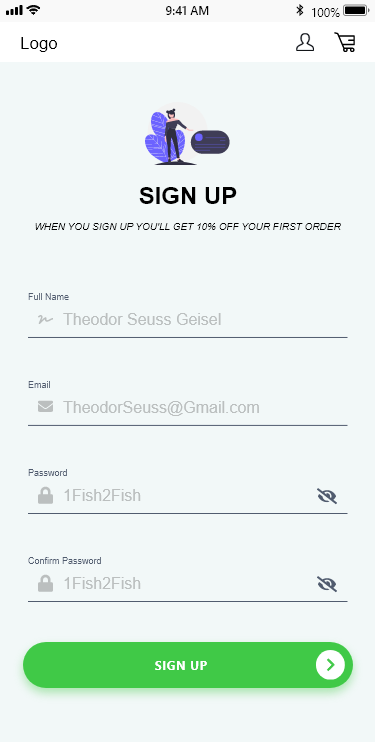 9:41 AM
100%
Logo
SIGN UP
WHEN YOU SIGN UP YOU'LL GET 10% OFF YOUR FIRST ORDER
Full Name
Theodor Seuss Geisel
Email
TheodorSeuss@Gmail.com
Password
1Fish2Fish
Confirm Password
1Fish2Fish
SIGN UP